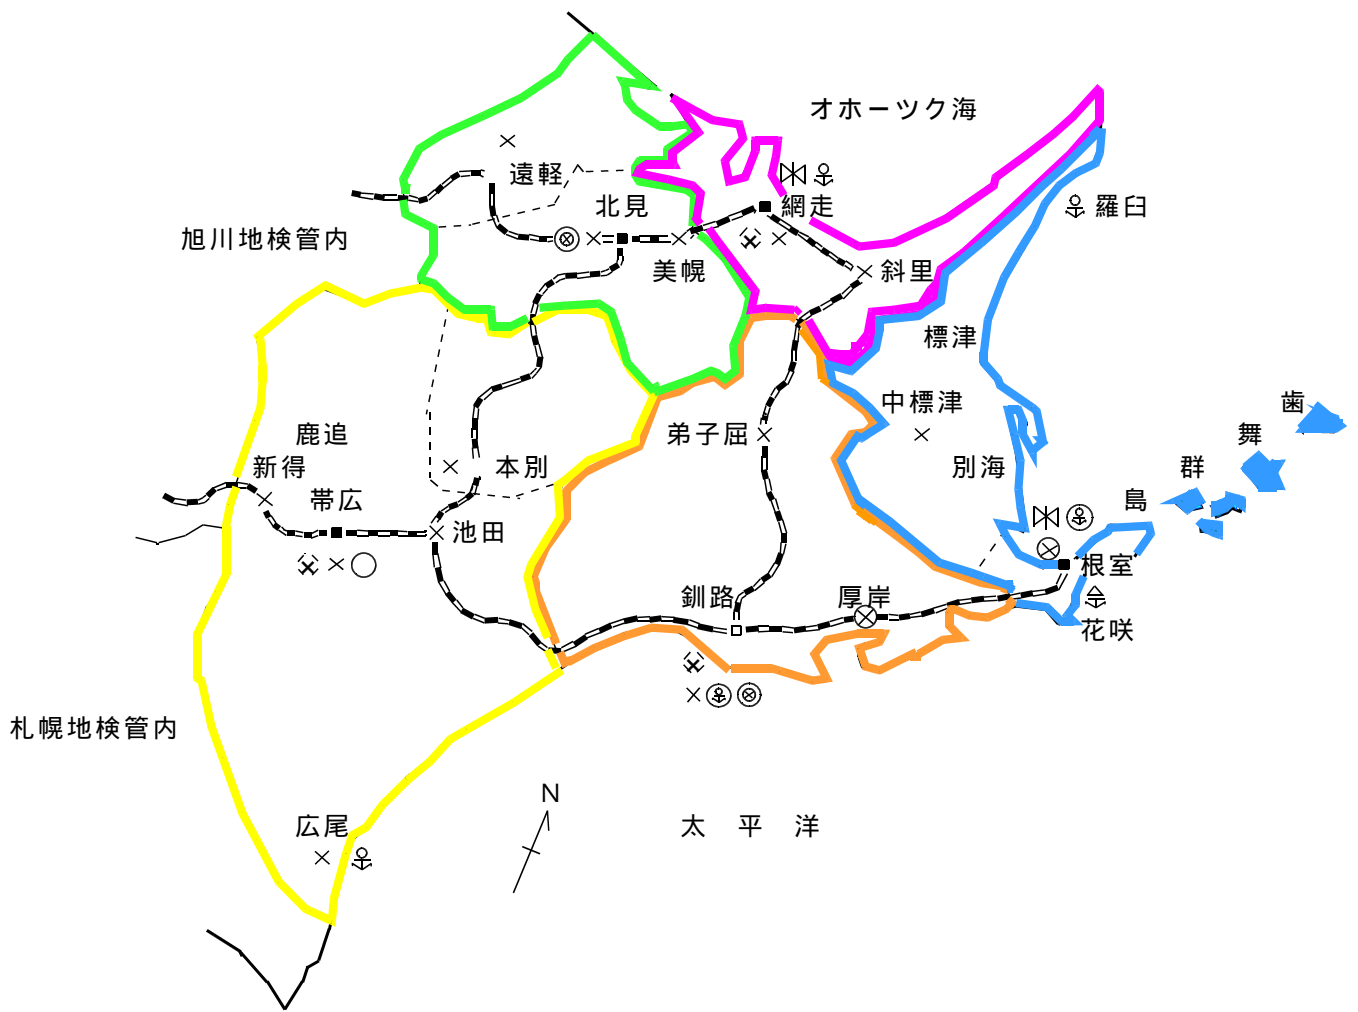 オホーツク海
遠軽
北見
網走
羅臼
旭川地検管内
美幌
斜里
標津
中標津
歯
鹿追
弟子屈
舞
新得
本別
別海
群
帯広
島
池田
根室
釧路
厚岸
花咲
札幌地検管内
N
広尾
太 平 洋